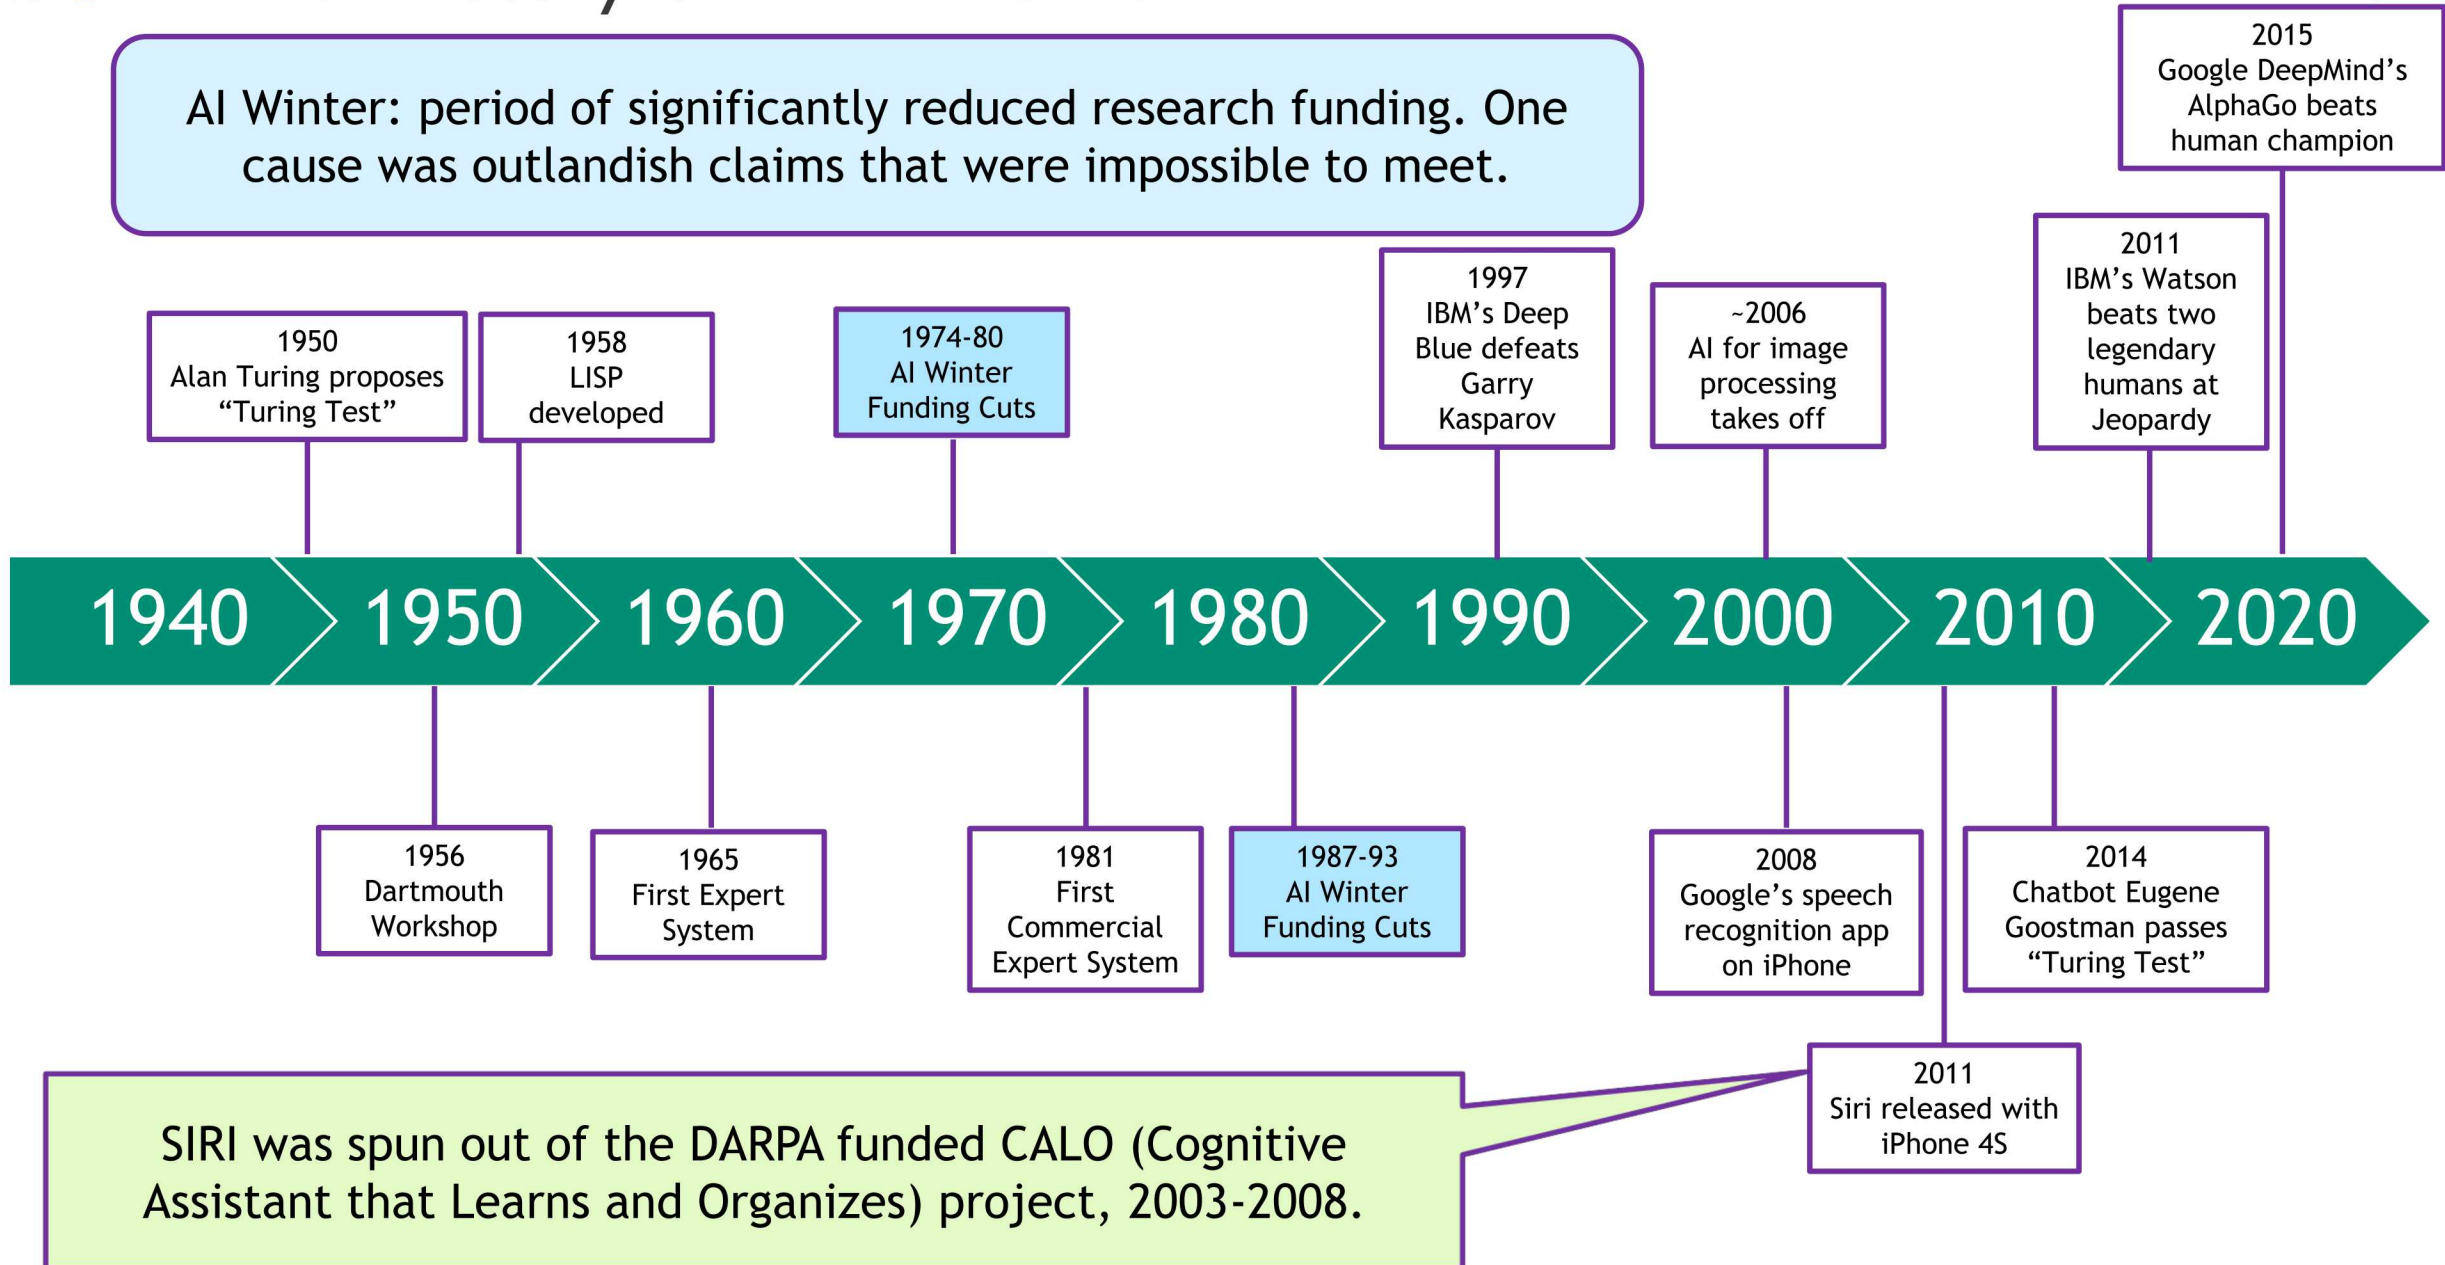 AI Winter: period of significantly reduced research funding. One
cause was outlandish claims that were impossible to meet.
2015
Google DeepMind’s
AlphaGo beats
human champion
1950
Alan Turing proposes
“Turing Test”
1958
LISP
developed
1974-80
AI Winter
Funding Cuts
1997
IBM’s Deep
Blue defeats
Garry
Kasparov
~2006
AI for image
processing
takes off
2011
IBM’s Watson
beats two
legendary
humans at
Jeopardy
1940 1950 1960 1970 1980 1990 2000 2010 2020
1956
Dartmouth
Workshop
1965
First Expert
System
1981
First
Commercial
Expert System
1987-93
AI Winter
Funding Cuts
2008
Google’s speech
recognition app
on iPhone
2014
Chatbot Eugene
Goostman passes
“Turing Test”
2011
Siri released with
iPhone 4S
SIRI was spun out of the DARPA funded CALO (Cognitive
Assistant that Learns and Organizes) project, 2003-2008.